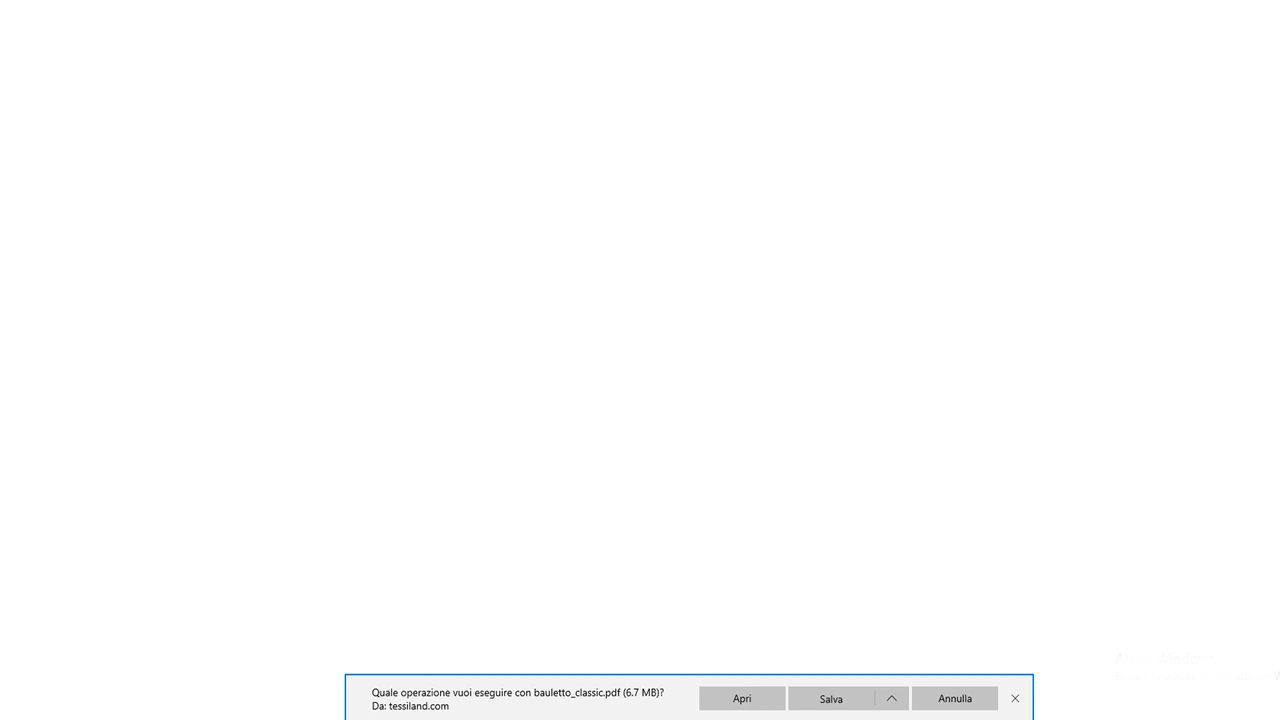 Quale operazione vuoi eseguire con bauletto_classic.pdf (6.7 MB)?
Da: tessiland.com
Apri
Salva
Annulla